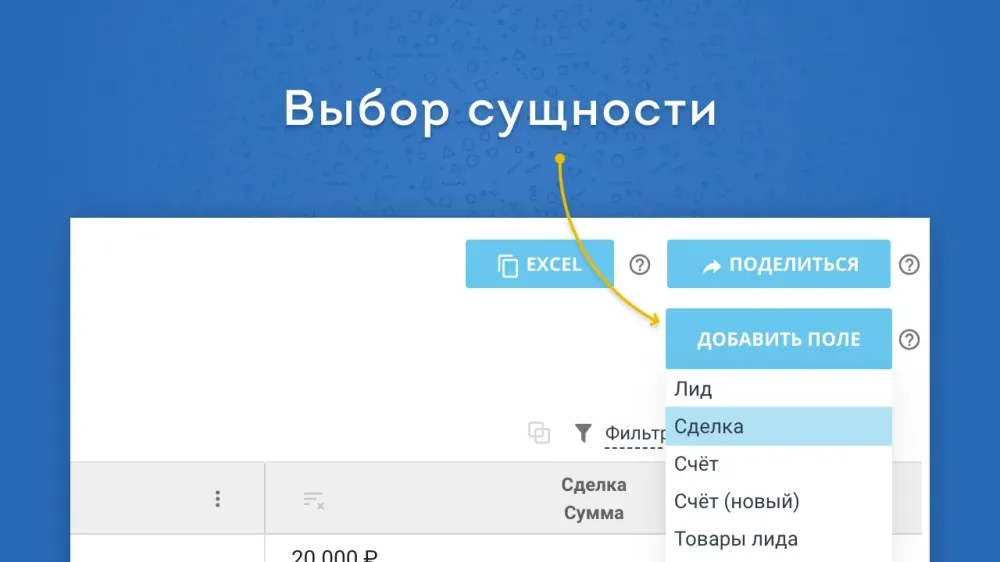 Выбор сущности
EXCEL
ПОДЕЛИТЬСЯ
ДОБАВИТЬ ПОЛЕ
Лид
Фильтр
Сделка
Счёт
Счёт (новый)
Товары лида
Сделка
Сумма
20 000 ₽